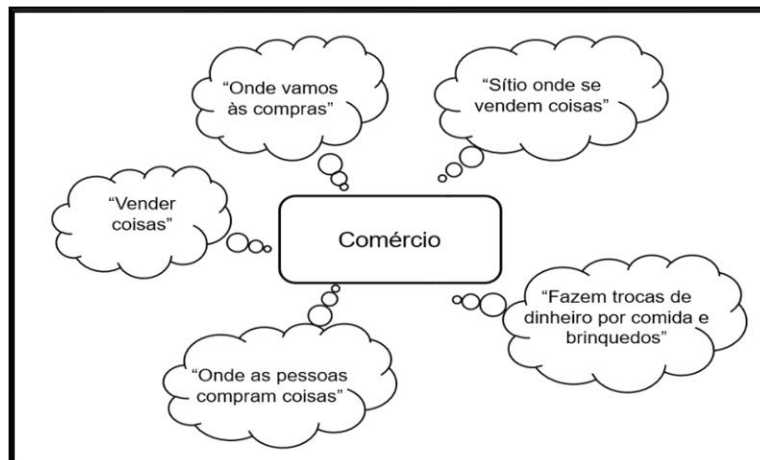 “Onde vamos
às compras”
“Sítio onde se
vendem coisas”
“Vender
coisas”
Comércio
“Fazem trocas de
dinheiro por comida e
brinquedos”
“Onde as pessoas
compram coisas”